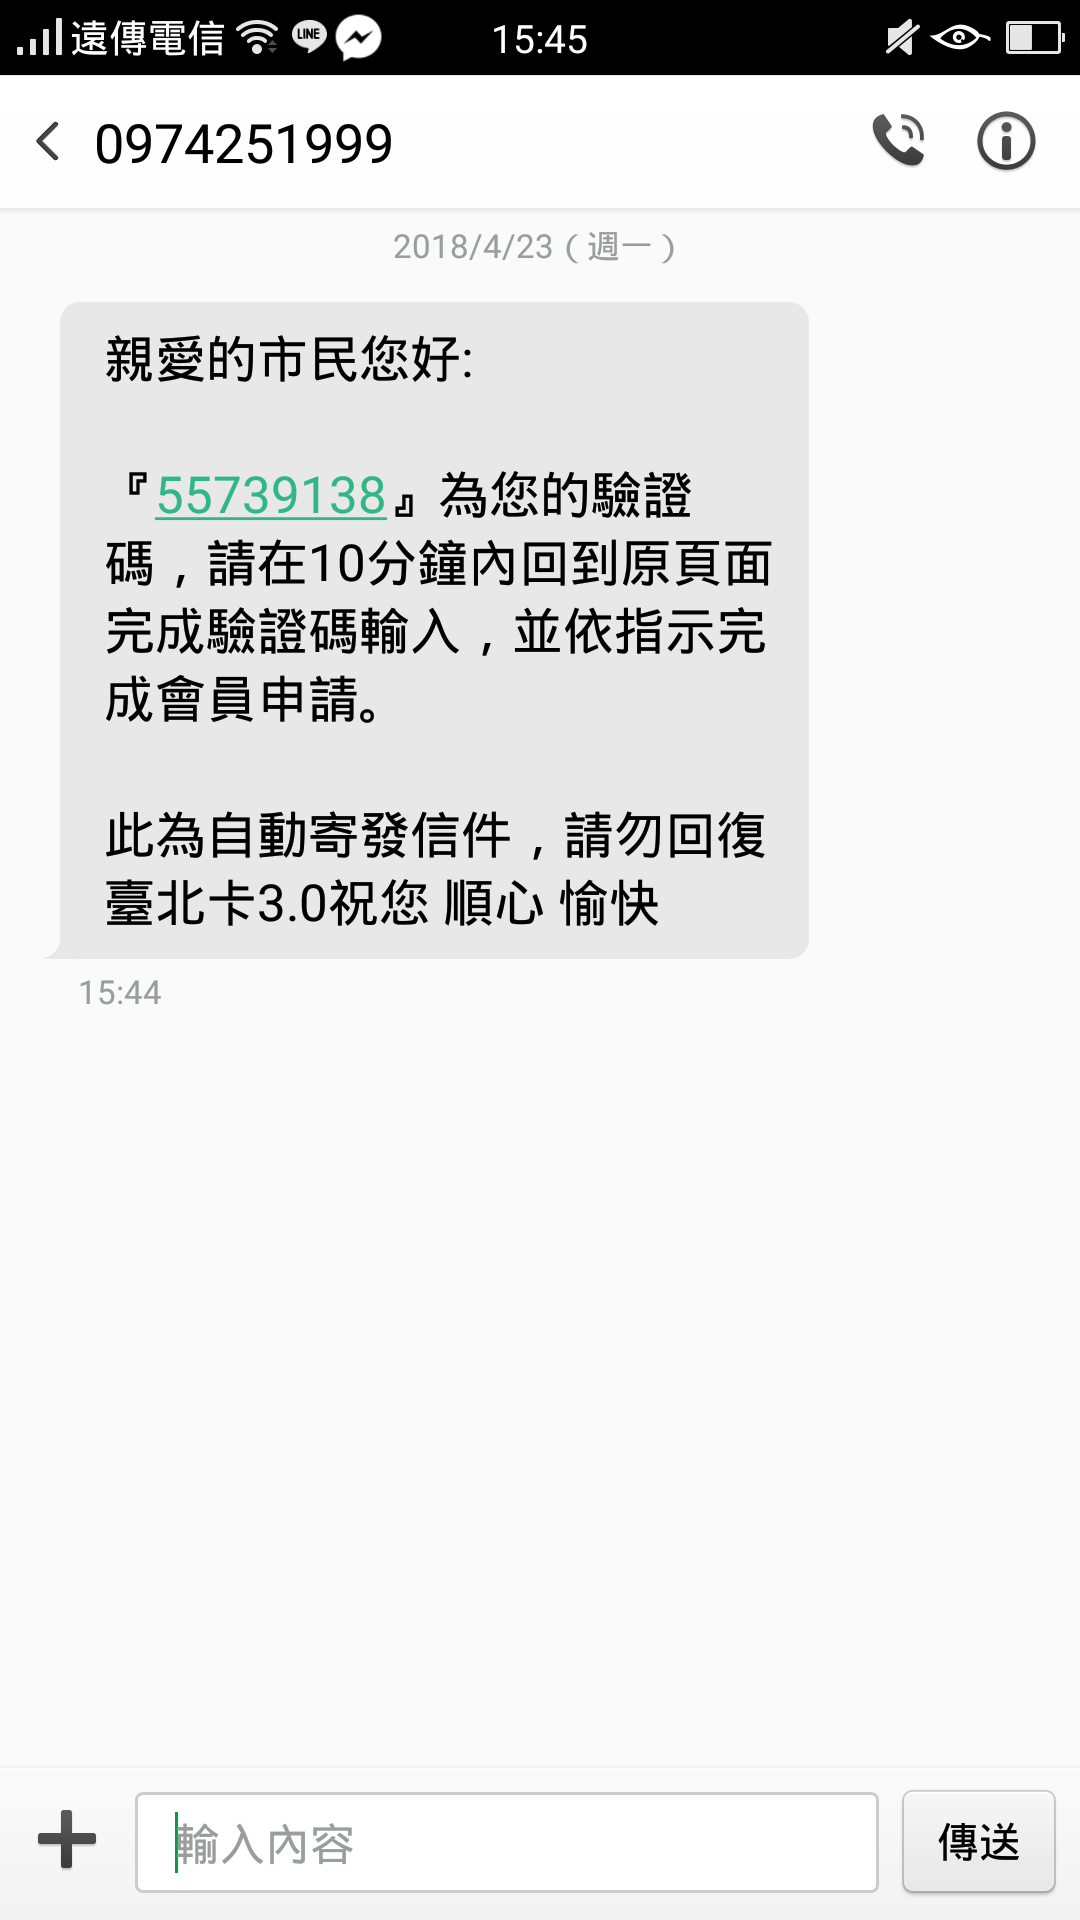 遠傳電信 LINE 15:45
0974251999
2018/4/23（週一）
親愛的市民您好:
『55739138』為您的驗證
碼，請在10分鐘內回到原頁面
完成驗證碼輸入，並依指示完
成會員申請。
此為自動寄發信件，請勿回復
臺北卡3.0祝您 順心 愉快
15:44
輸入內容
傳送